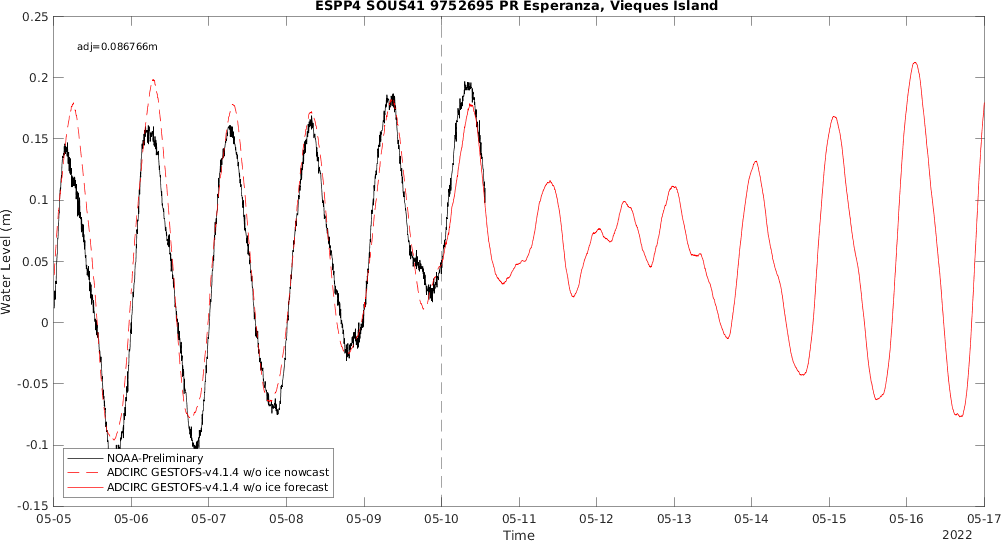 ESPP4 SOUS41 9752695 PR Esperanza, Vieques Island
adj=0.086766m
0.25
0.2
0.15
0.1
0.05
0
-0.05
-0.1
-0.15
Water Level (m)
NOAA-Preliminary
ADCIRC GESTOFS-v4.1.4 w/o ice nowcast
ADCIRC GESTOFS-v4.1.4 w/o ice forecast
05-05 05-06 05-07 05-08 05-09 05-10 05-11 05-12 05-13 05-14 05-15 05-16 05-17
Time
2022